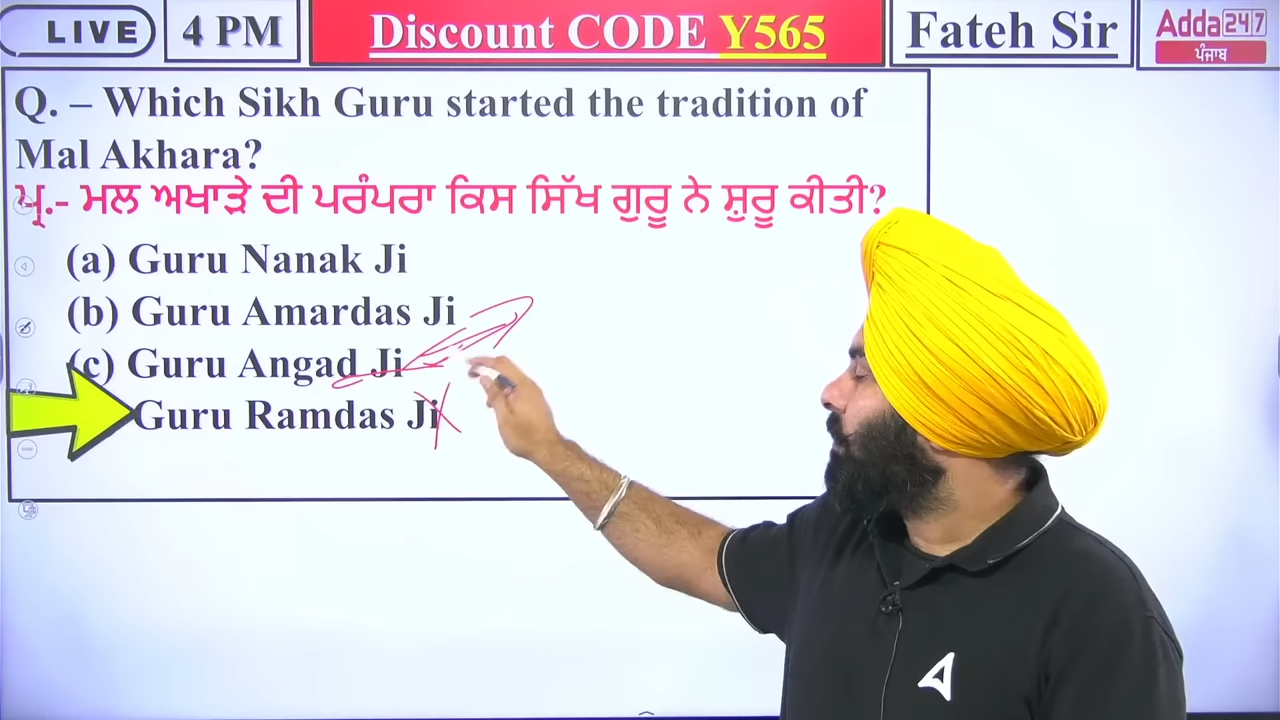 LIVE
4 PM
Discount CODE Y565
Fateh Sir
Adda247
ਪੰਜਾਬ
Q. – Which Sikh Guru started the tradition of
Mal Akhara?
ਪ੍ਰ.- ਮਲ ਅਖਾੜੇ ਦੀ ਪਰੰਪਰਾ ਕਿਸ ਸਿੱਖ ਗੁਰੂ ਨੇ ਸ਼ੁਰੂ ਕੀਤੀ?
(a) Guru Nanak Ji
(b) Guru Amardas Ji
(c) Guru Angad Ji
Guru Ramdas Ji